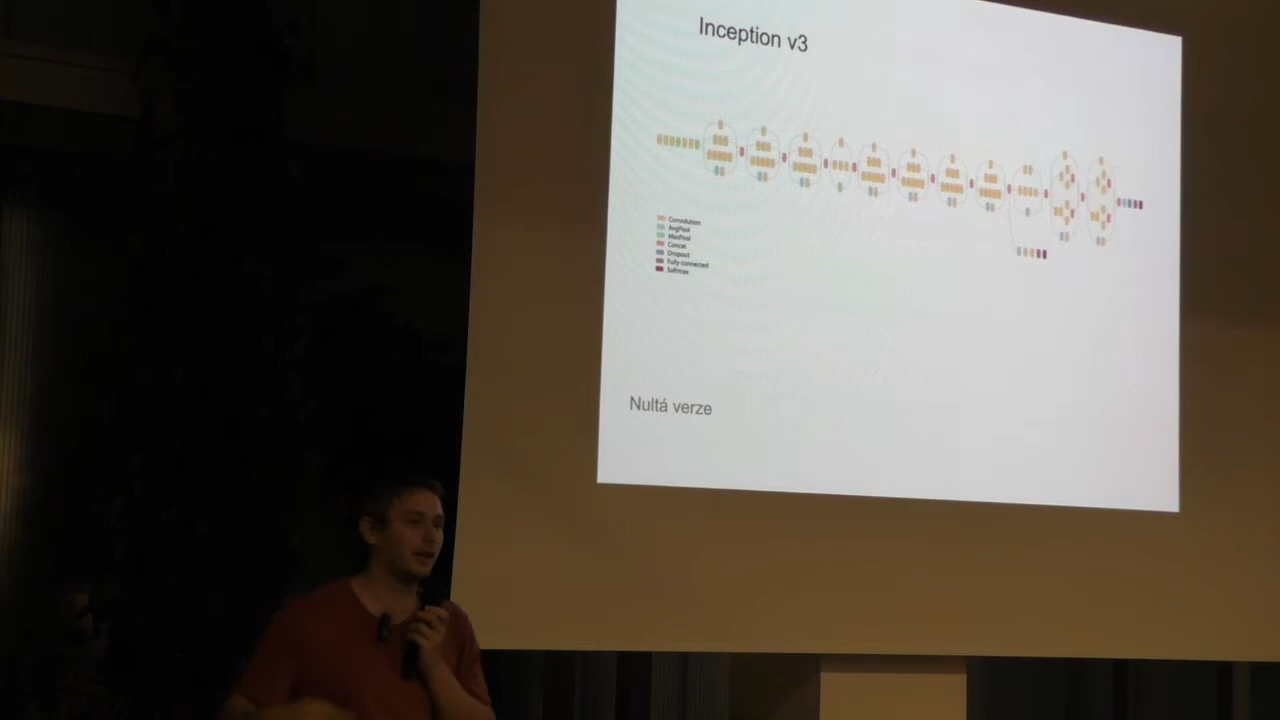 Inception v3
Convolution
AvgPool
MaxPool
Concat
Dropout
Fully connected
Softmax
Nultá verze